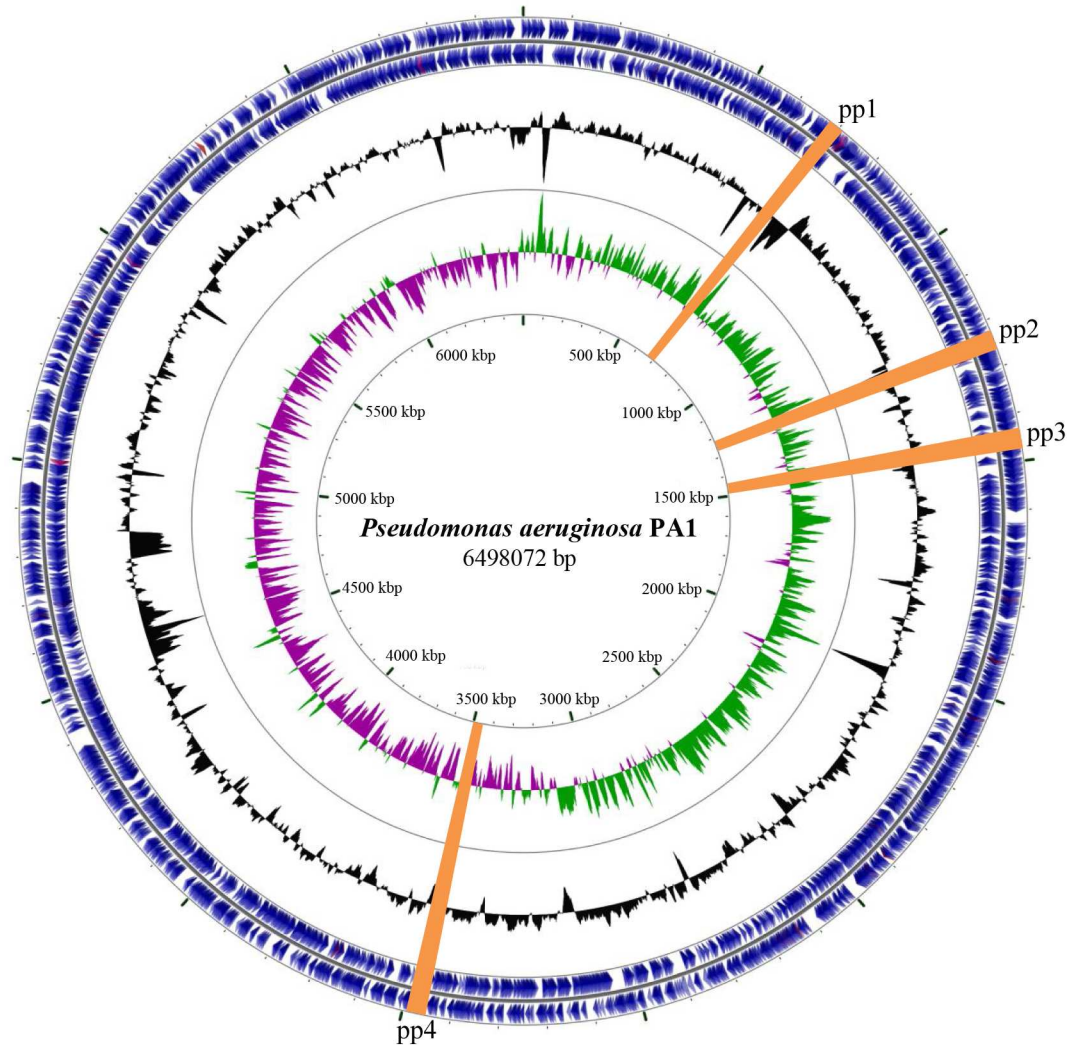 pp1
pp2
pp3
6000 kbp
500 kbp
5500 kbp
1000 kbp
5000 kbp
1500 kbp
Pseudomonas aeruginosa PA1
6498072 bp
4500 kbp
2000 kbp
4000 kbp
2500 kbp
3500 kbp
3000 kbp
pp4